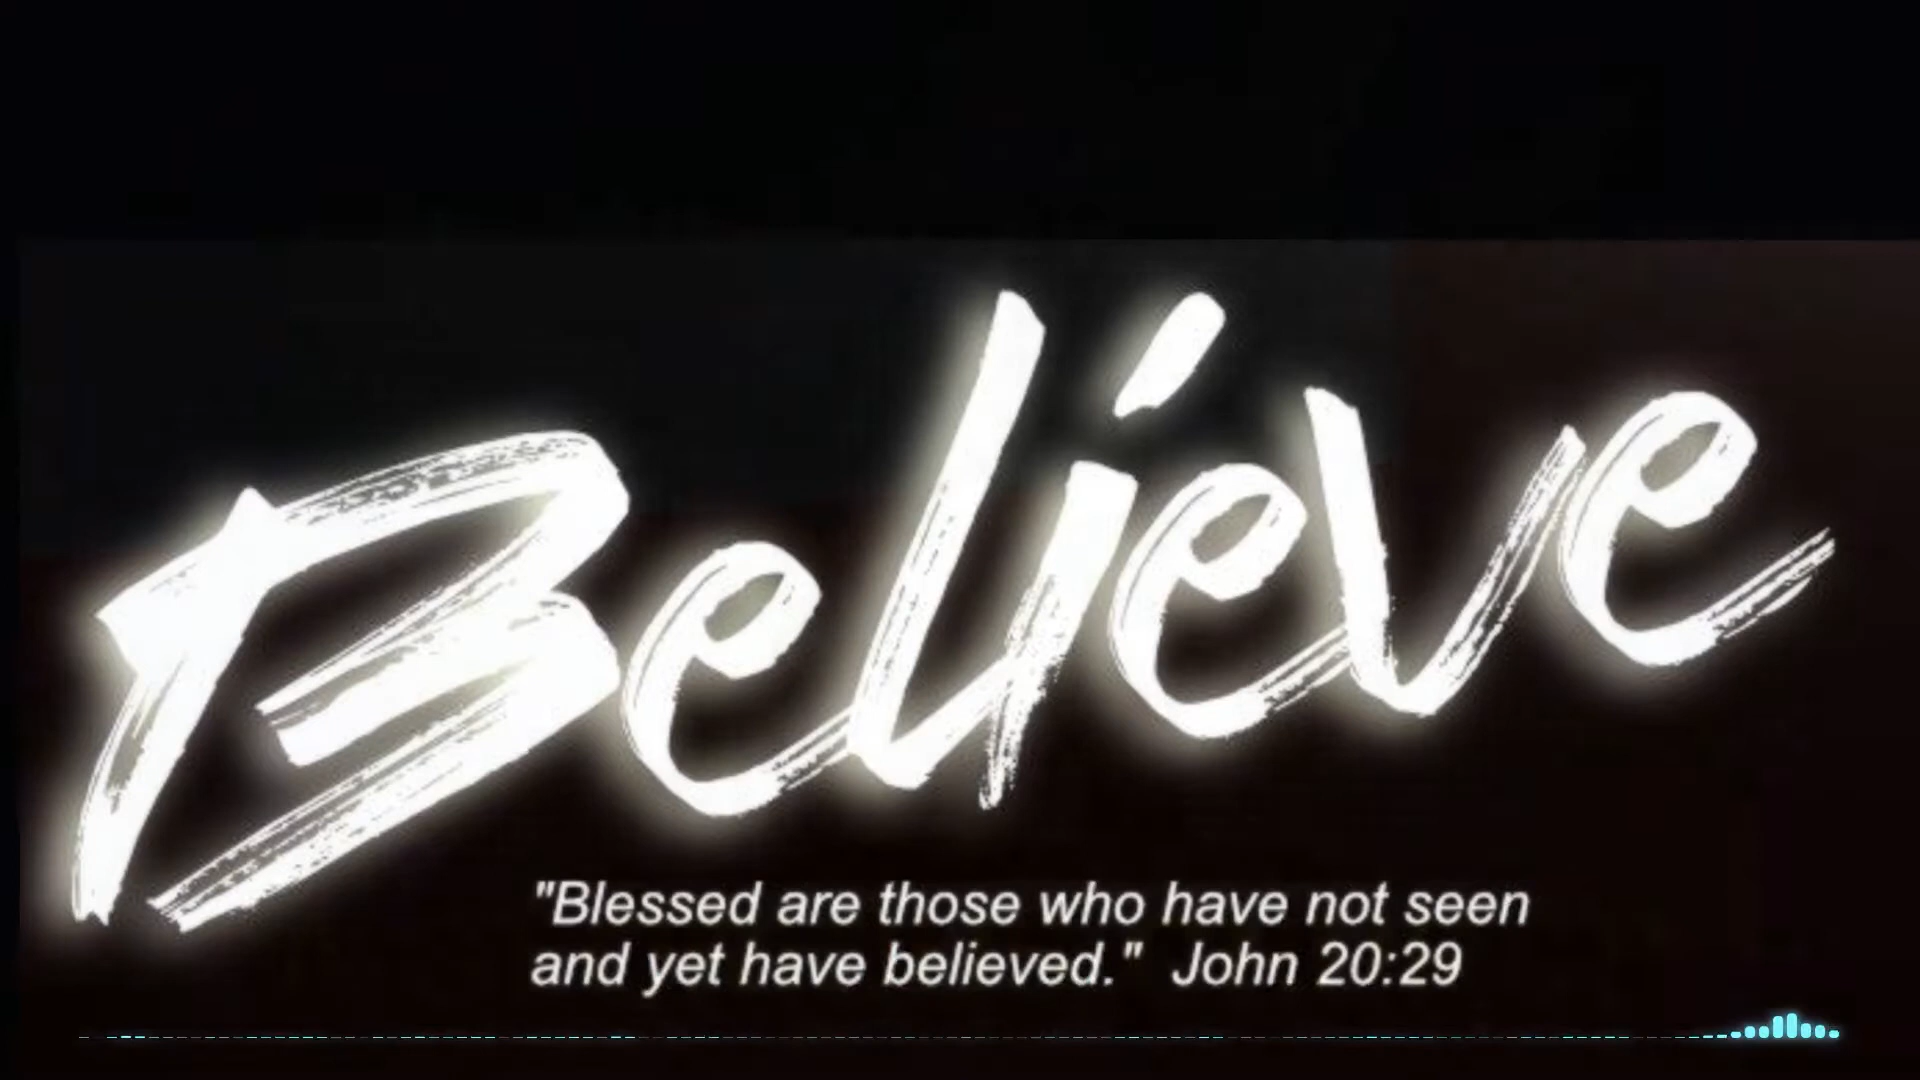 Believe
"Blessed are those who have not seen
and yet have believed." John 20:29